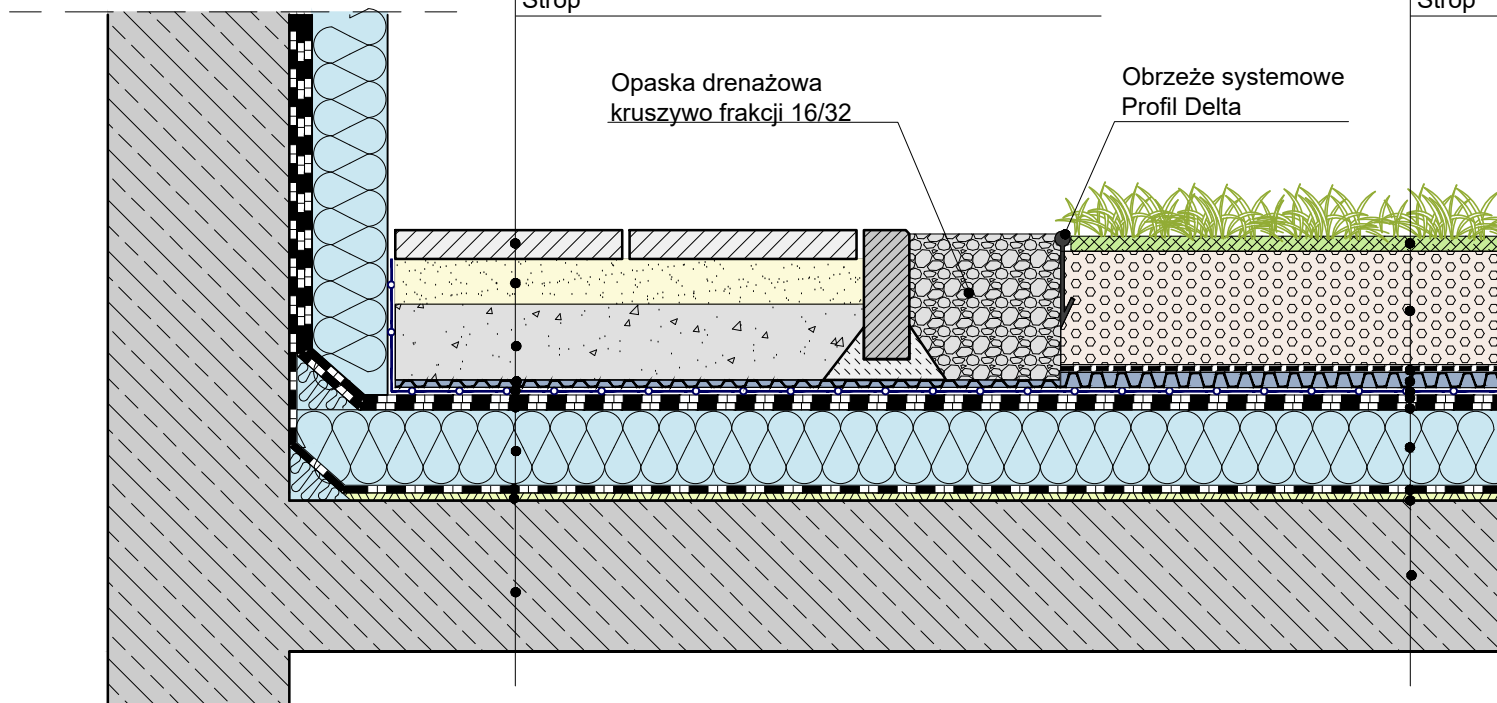 Strop
Strop
Opaska drenażowa
kruszywo frakcji 16/32
Obrzeże systemowe
Profil Delta